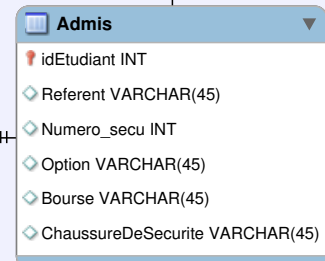 Admis
idEtudiant INT
Referent VARCHAR(45)
Numero_secu INT
Option VARCHAR(45)
Bourse VARCHAR(45)
ChaussureDeSecurite VARCHAR(45)